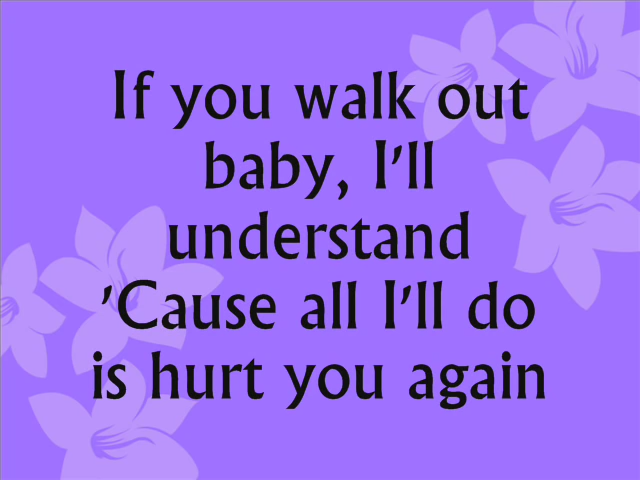 If you walk out
baby, I'll
understand
'Cause all I'll do
is hurt you again